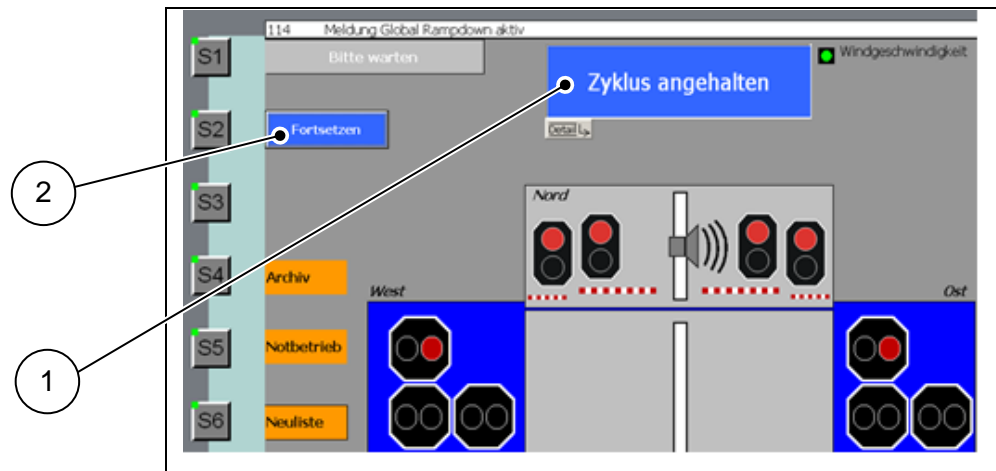 114 Meldung Global Rampdown aktiv
S1
Bitte warten
Zyklus angehalten
Windgeschwindigkeit
S2
Fortsetzen
Detail
2
S3
Nord
S4
Archiv
West
Ost
S5
Notbetrieb
1
S6
Neuliste